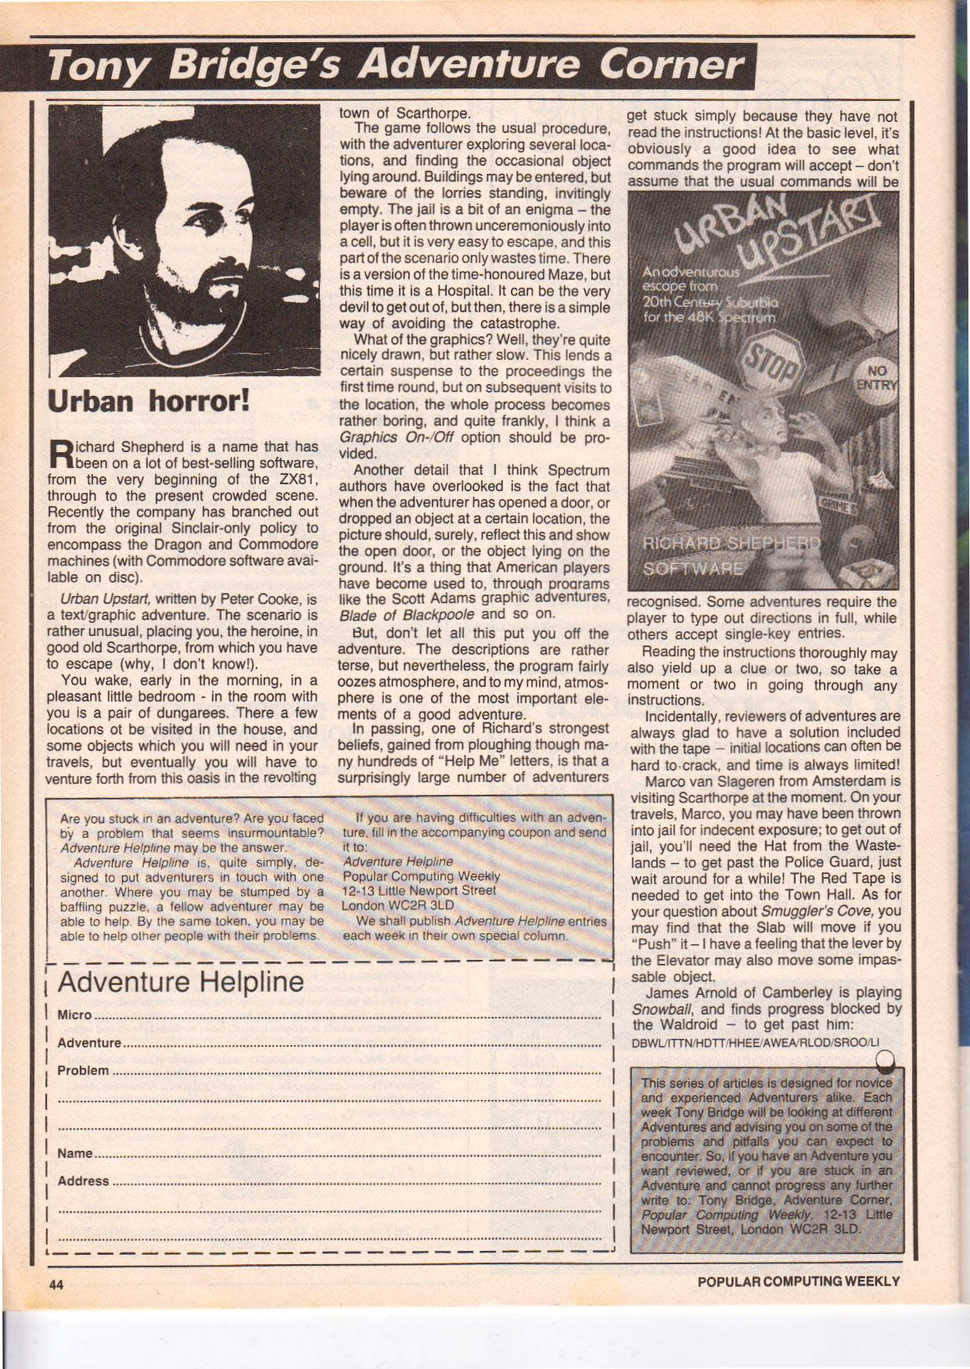 Tony Bridge's Adventure Corner
Urban horror!
Richard Shepherd is a name that has
been on a lot of best-selling software,
from the very beginning of the ZX81,
through to the present crowded scene.
Recently the company has branched out
from the original Sinclair-only policy to
encompass the Dragon and Commodore
machines (with Commodore software avai-
lable on disc).
Urban Upstart, written by Peter Cooke, is
a text/graphic adventure. The scenario is
rather unusual, placing you, the heroine, in
good old Scarthorpe, from which you have
to escape (why, I don't know!).
You wake, early in the morning, in a
pleasant little bedroom - in the room with
you is a pair of dungarees. There a few
locations ot be visited in the house, and
some objects which you will need in your
travels, but eventually you will have to
venture forth from this oasis in the revolting
town of Scarthorpe.
The game follows the usual procedure,
with the adventurer exploring several loca-
tions, and finding the occasional object
lying around. Buildings may be entered, but
beware of the lorries standing, invitingly
empty. The jail is a bit of an enigma – the
player is often thrown unceremoniously into
a cell, but it is very easy to escape, and this
part of the scenario only wastes time. There
is a version of the time-honoured Maze, but
this time it is a Hospital. It can be the very
devil to get out of, but then, there is a simple
way of avoiding the catastrophe.
What of the graphics? Well, they're quite
nicely drawn, but rather slow. This lends a
certain suspense to the proceedings the
first time round, but on subsequent visits to
the location, the whole process becomes
rather boring, and quite frankly, I think a
Graphics On-/Off option should be pro-
vided.
Another detail that I think Spectrum
authors have overlooked is the fact that
when the adventurer has opened a door, or
dropped an object at a certain location, the
picture should, surely, reflect this and show
the open door, or the object lying on the
ground. It's a thing that American players
have become used to, through programs
like the Scott Adams graphic adventures,
Blade of Blackpoole and so on.
But, don't let all this put you off the
adventure. The descriptions are rather
terse, but nevertheless, the program fairly
oozes atmosphere, and to my mind, atmos-
phere is one of the most important ele-
ments of a good adventure.
In passing, one of Richard's strongest
beliefs, gained from ploughing though ma-
ny hundreds of "Help Me" letters, is that a
surprisingly large number of adventurers
get stuck simply because they have not
read the instructions! At the basic level, it's
obviously a good idea to see what
commands the program will accept – don't
assume that the usual commands will be
URBAN
UPSTART
An adventurous
escape from
20th Century Suburbia
for the 48K Spectrum
STOP
NO
ENTRY
RICHARD SHEPHERD
SOFTWARE
recognised. Some adventures require the
player to type out directions in full, while
others accept single-key entries.
Reading the instructions thoroughly may
also yield up a clue or two, so take a
moment or two in going through any
instructions.
Incidentally, reviewers of adventures are
always glad to have a solution included
with the tape – initial locations can often be
hard to crack, and time is always limited!
Marco van Slageren from Amsterdam is
visiting Scarthorpe at the moment. On your
travels, Marco, you may have been thrown
into jail for indecent exposure; to get out of
jail, you'll need the Hat from the Waste-
lands – to get past the Police Guard, just
wait around for a while! The Red Tape is
needed to get into the Town Hall. As for
your question about Smuggler's Cove, you
may find that the Slab will move if you
"Push" it – I have a feeling that the lever by
the Elevator may also move some impas-
sable object.
James Arnold of Camberley is playing
Snowball, and finds progress blocked by
the Waldroid – to get past him:
DBWL/ITTN/HDTT/HHEE/AWEA/RLOD/SROO/LI
Are you stuck in an adventure? Are you faced
by a problem that seems insurmountable?
Adventure Helpline may be the answer.
Adventure Helpline is, quite simply, de-
signed to put adventurers in touch with one
another. Where you may be stumped by a
baffling puzzle, a fellow adventurer may be
able to help. By the same token, you may be
able to help other people with their problems.
If you are having difficulties with an adven-
ture, fill in the accompanying coupon and send
it to:
Adventure Helpline
Popular Computing Weekly
12-13 Little Newport Street
London WC2R 3LD
We shall publish Adventure Helpline entries
each week in their own special column.
Adventure Helpline
Micro
Adventure
Problem
Name
Address
This series of articles is designed for novice
and experienced Adventurers alike. Each
week Tony Bridge will be looking at different
Adventures and advising you on some of the
problems and pitfalls you can expect to
encounter. So, if you have an Adventure you
want reviewed, or if you are stuck in an
Adventure and cannot progress any further
write to: Tony Bridge, Adventure Corner,
Popular Computing Weekly, 12-13 Little
Newport Street, London WC2R 3LD.
44
POPULAR COMPUTING WEEKLY